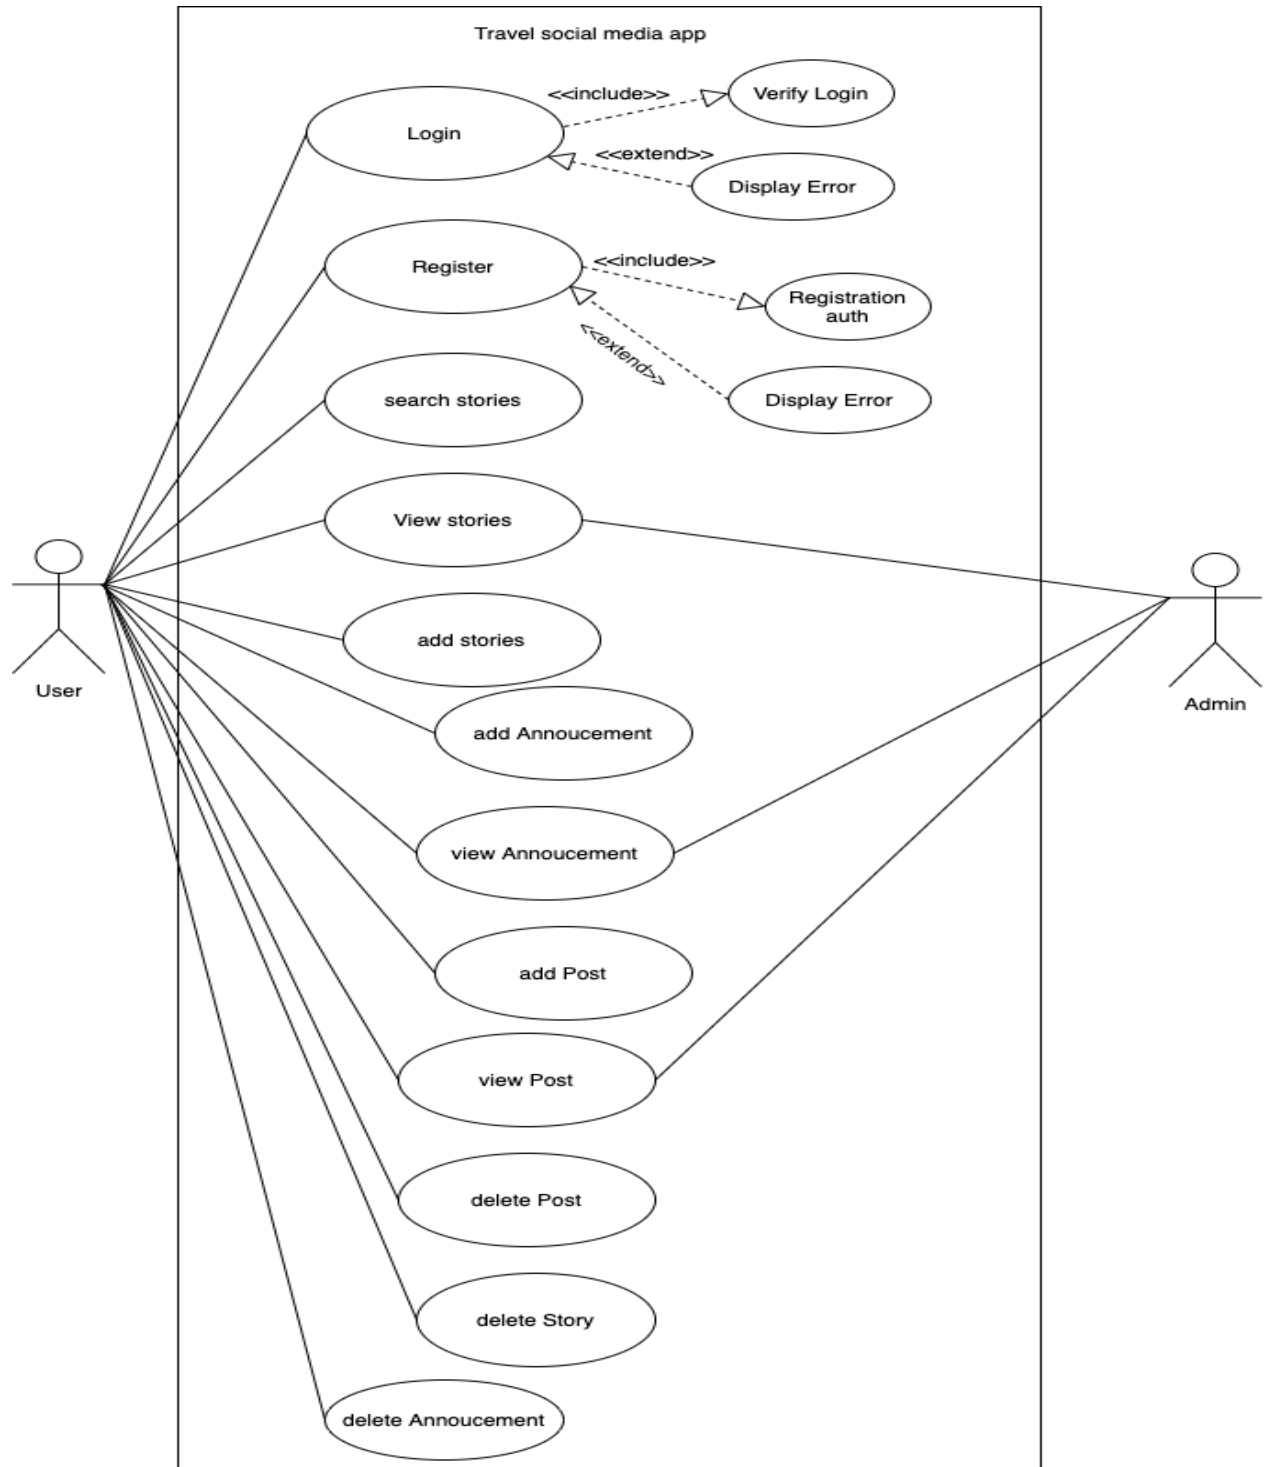 Travel social media app
<<include>>
Verify Login
Login
<<extend>>
Display Error
Register
<<include>>
Registration
auth
<<extend>>
Display Error
search stories
View stories
add stories
User
Admin
add Annoucement
view Annoucement
add Post
view Post
delete Post
delete Story
delete Annoucement